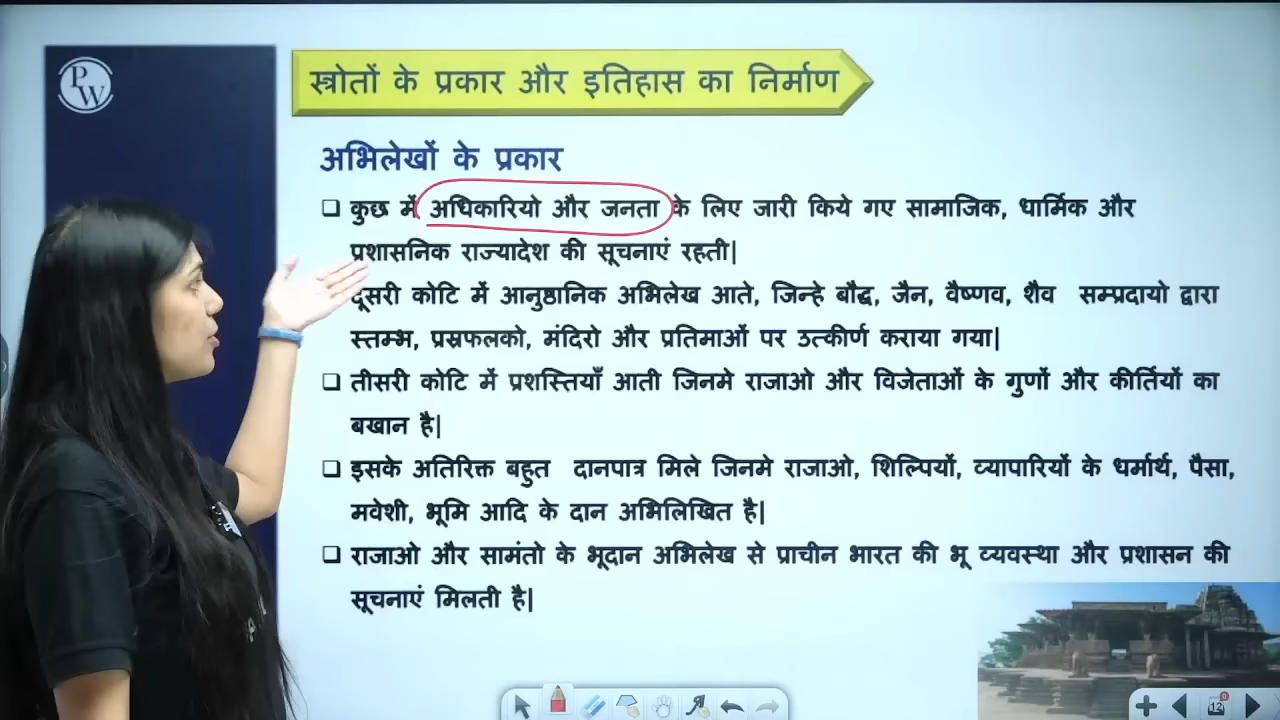 PW
स्त्रोतों के प्रकार और इतिहास का निर्माण
अभिलेखों के प्रकार
❑ कुछ में अधिकारियो और जनता के लिए जारी किये गए सामाजिक, धार्मिक और
प्रशासनिक राज्यादेश की सूचनाएं रहती|
दूसरी कोटि में आनुष्ठानिक अभिलेख आते, जिन्हे बौद्ध, जैन, वैष्णव, शैव सम्प्रदायो द्वारा
स्तम्भ, प्रस्रफलको, मंदिरो और प्रतिमाओं पर उत्कीर्ण कराया गया|
❑ तीसरी कोटि में प्रशस्तियाँ आती जिनमे राजाओ और विजेताओं के गुणों और कीर्तियों का
बखान है|
❑ इसके अतिरिक्त बहुत दानपात्र मिले जिनमे राजाओ, शिल्पियों, व्यापारियों के धर्मार्थ, पैसा,
मवेशी, भूमि आदि के दान अभिलिखित है|
❑ राजाओ और सामंतो के भूदान अभिलेख से प्राचीन भारत की भू व्यवस्था और प्रशासन की
सूचनाएं मिलती है|
12
0